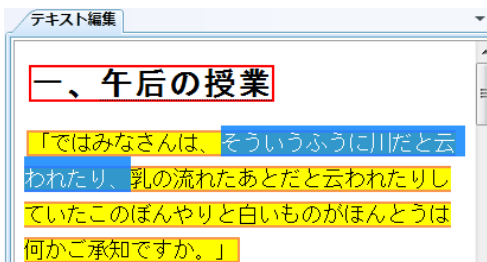 テキスト編集
一、午后の授業
「ではみなさんは、そういうふうに川だと云
われたり、乳の流れたあとだと云われたりし
ていたこのぼんやりと白いものがほんとうは
何かご承知ですか。」